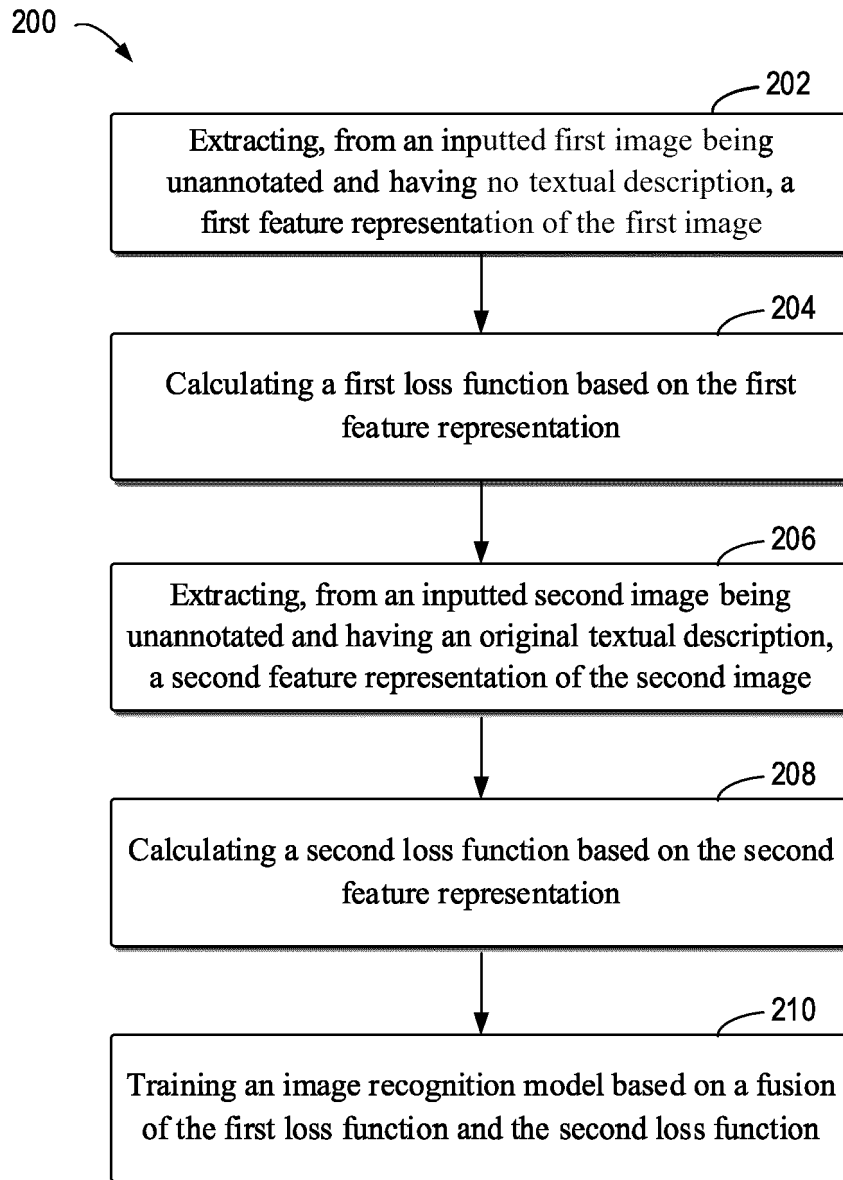 200
202
Extracting, from an inputted first image being
unannotated and having no textual description, a
first feature representation of the first image
204
Calculating a first loss function based on the first
feature representation
206
Extracting, from an inputted second image being
unannotated and having an original textual description,
a second feature representation of the second image
208
Calculating a second loss function based on the second
feature representation
210
Training an image recognition model based on a fusion
of the first loss function and the second loss function